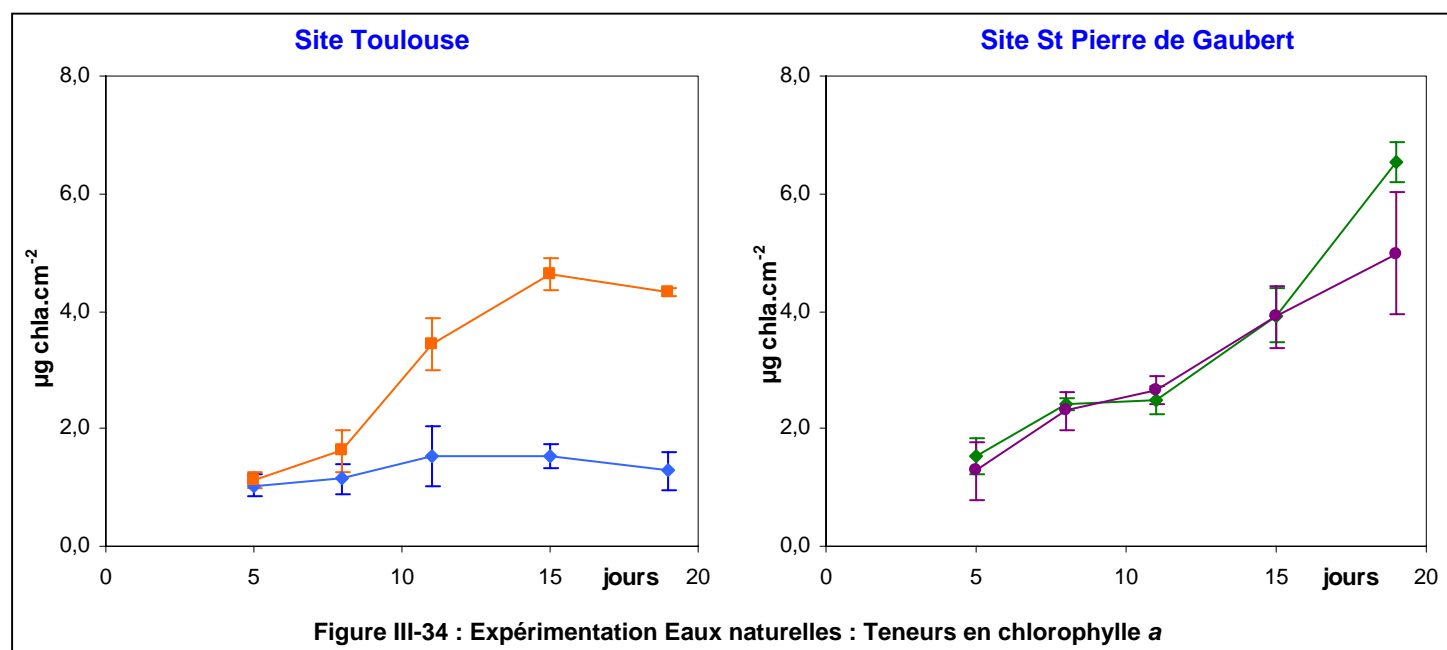 Site Toulouse
8,0
6,0
4,0
2,0
0,0
µg chla.cm-2
0
5
10
15
jours
20
Site St Pierre de Gaubert
8,0
6,0
4,0
2,0
0,0
µg chla.cm-2
0
5
10
15
jours
20
Figure III-34 : Expérimentation Eaux naturelles : Teneurs en chlorophylle a